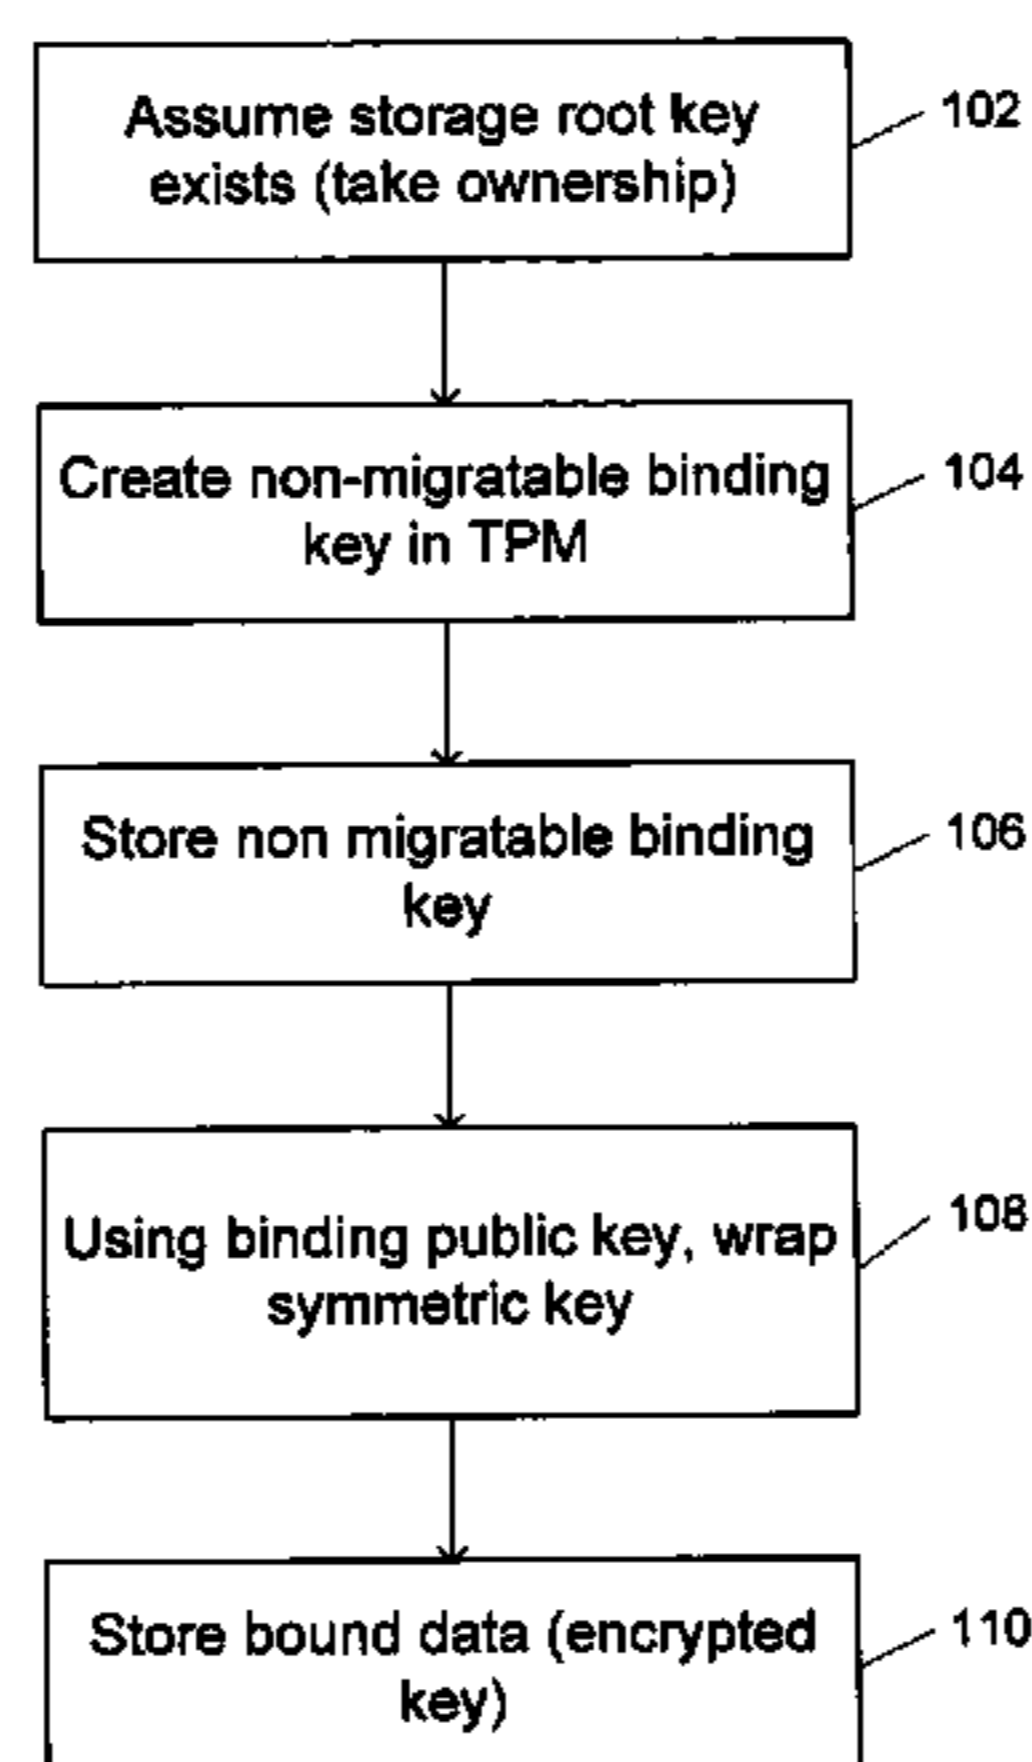 Assume storage root key
exists (take ownership)
102
Create non-migratable binding
key in TPM
104
Store non migratable binding
key
106
Using binding public key, wrap
symmetric key
108
Store bound data (encrypted
key)
110